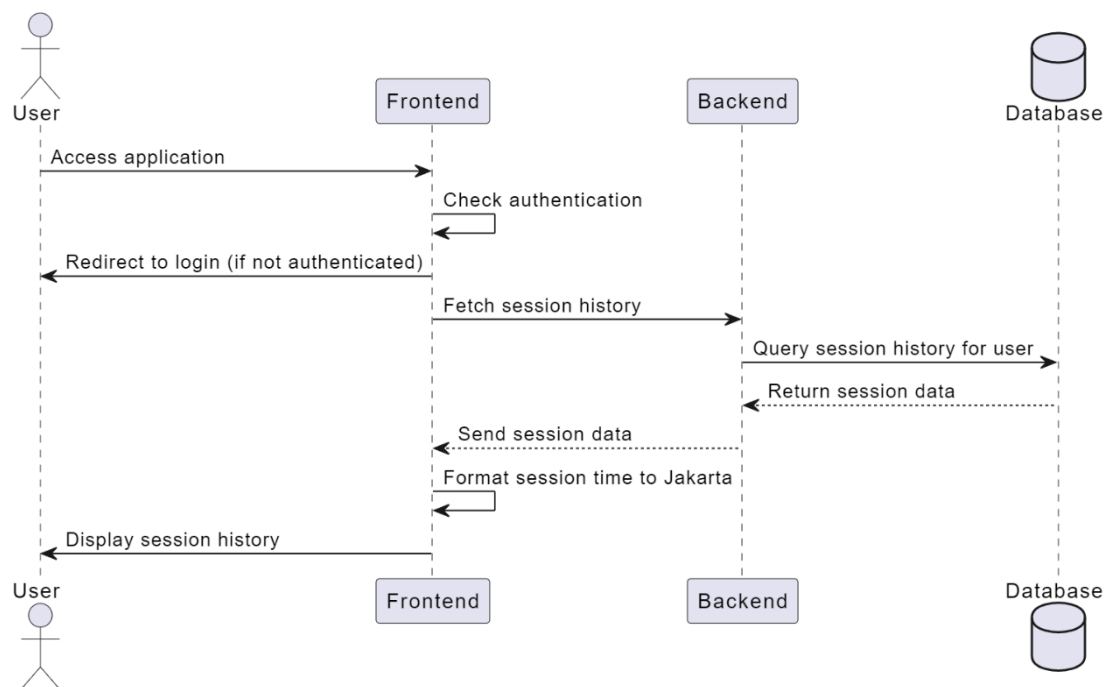 User
Frontend
Backend
Database
Access application
Check authentication
Redirect to login (if not authenticated)
Fetch session history
Query session history for user
Return session data
Send session data
Format session time to Jakarta
Display session history
User
Frontend
Backend
Database